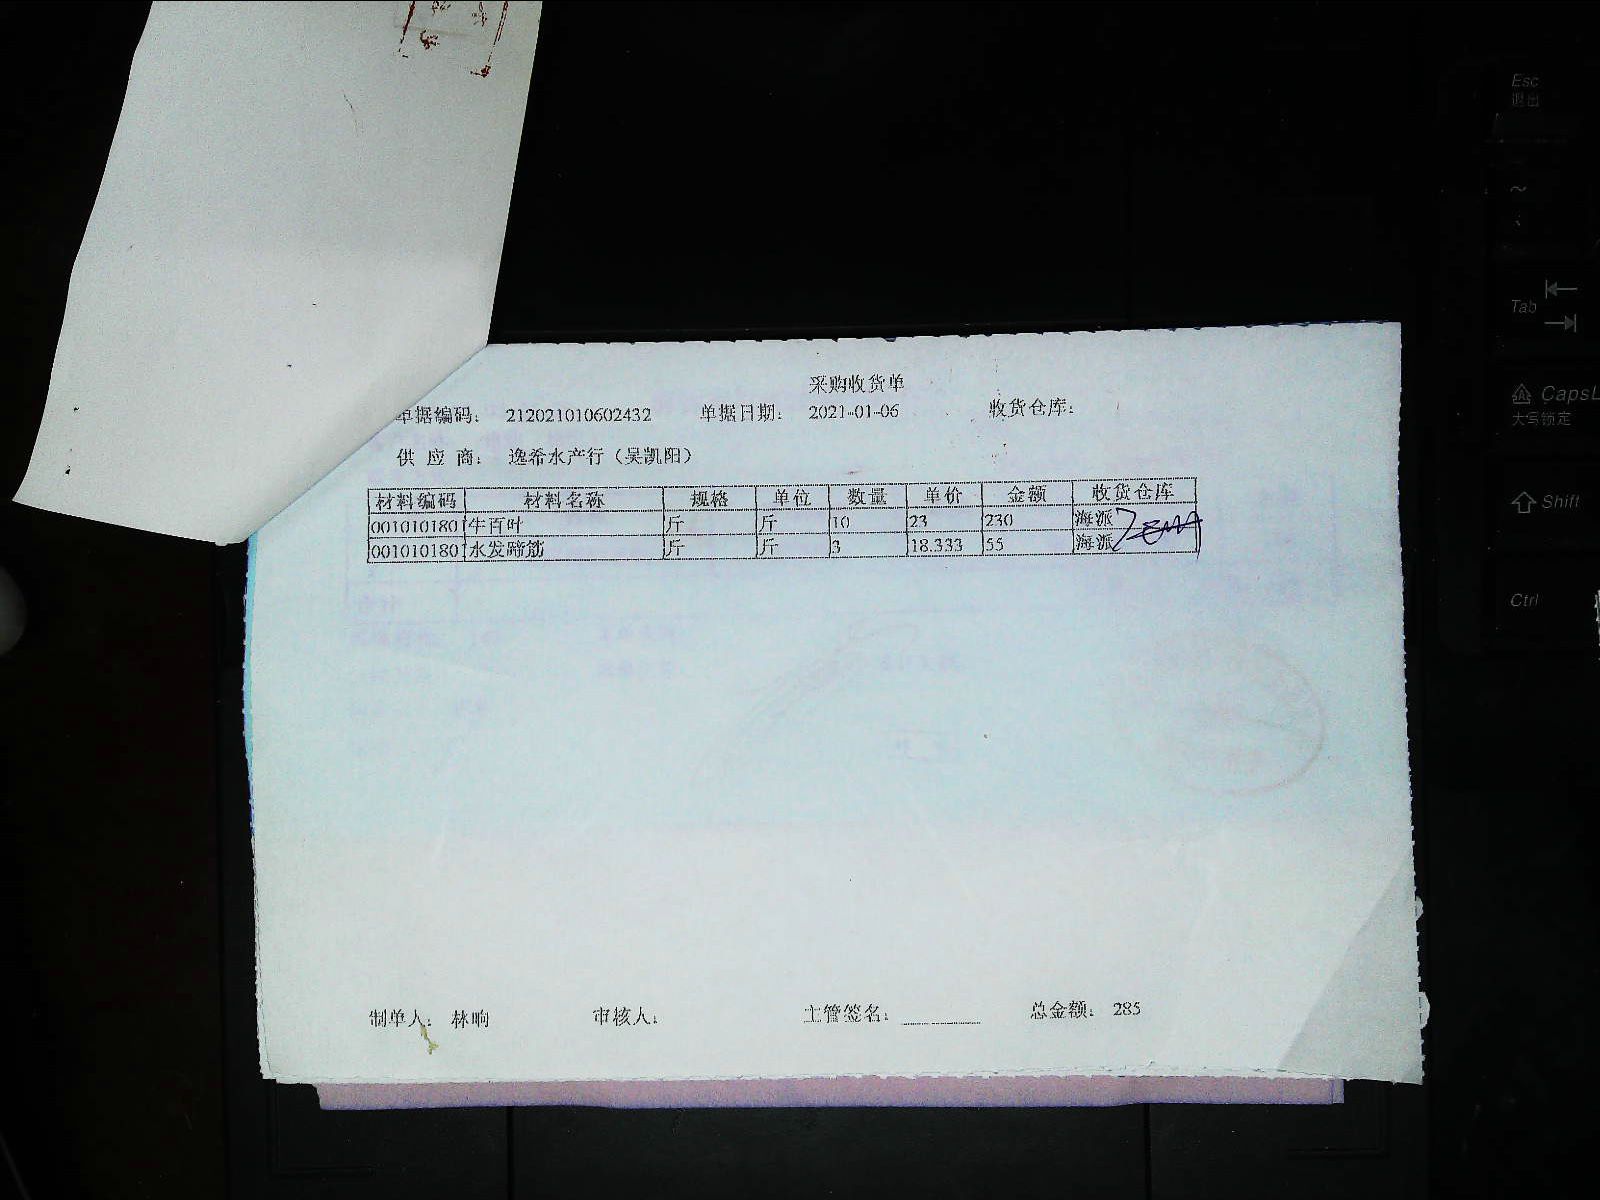 采购收货单
单据编码： 212021010602432 单据日期： 2021-01-06 收货仓库：
供 应 商： 逸希水产行（吴凯阳）
材料编码 材料名称 规格 单位 数量 单价 金额 收货仓库
001010180 牛百叶 斤 斤 10 23 230 海派
001010180 水发蹄筋 斤 斤 3 18.333 55 海派
制单人： 林响 审核人： 主管签名： 总金额： 285
Esc
退出
~
Tab
CapsL
大写锁定
Shift
Ctrl